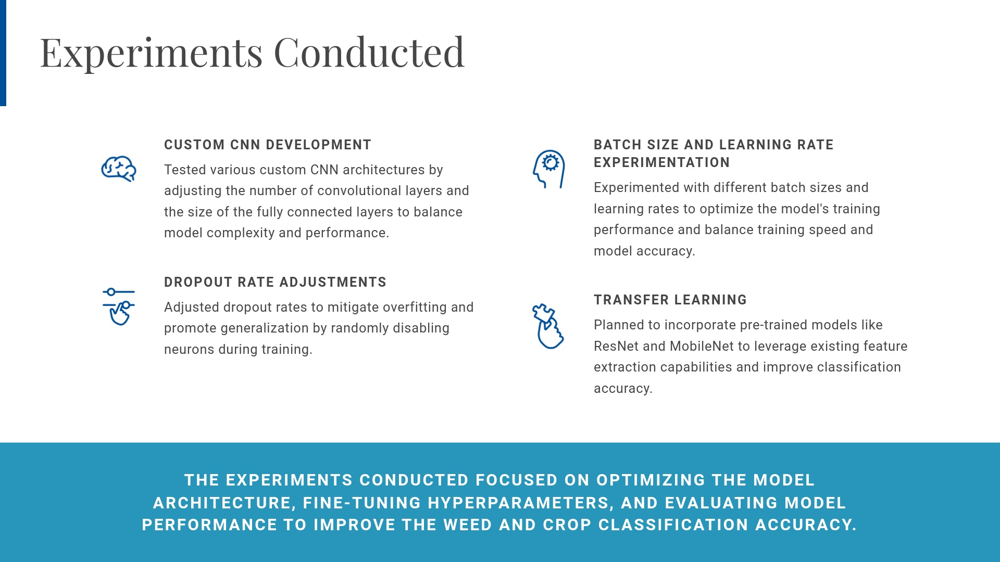 Experiments Conducted
CUSTOM CNN DEVELOPMENT
Tested various custom CNN architectures by
adjusting the number of convolutional layers and
the size of the fully connected layers to balance
model complexity and performance.
DROPOUT RATE ADJUSTMENTS
Adjusted dropout rates to mitigate overfitting and
promote generalization by randomly disabling
neurons during training.
BATCH SIZE AND LEARNING RATE
EXPERIMENTATION
Experimented with different batch sizes and
learning rates to optimize the model's training
performance and balance training speed and
model accuracy.
TRANSFER LEARNING
Planned to incorporate pre-trained models like
ResNet and MobileNet to leverage existing feature
extraction capabilities and improve classification
accuracy.
THE EXPERIMENTS CONDUCTED FOCUSED ON OPTIMIZING THE MODEL
ARCHITECTURE, FINE-TUNING HYPERPARAMETERS, AND EVALUATING MODEL
PERFORMANCE TO IMPROVE THE WEED AND CROP CLASSIFICATION ACCURACY.